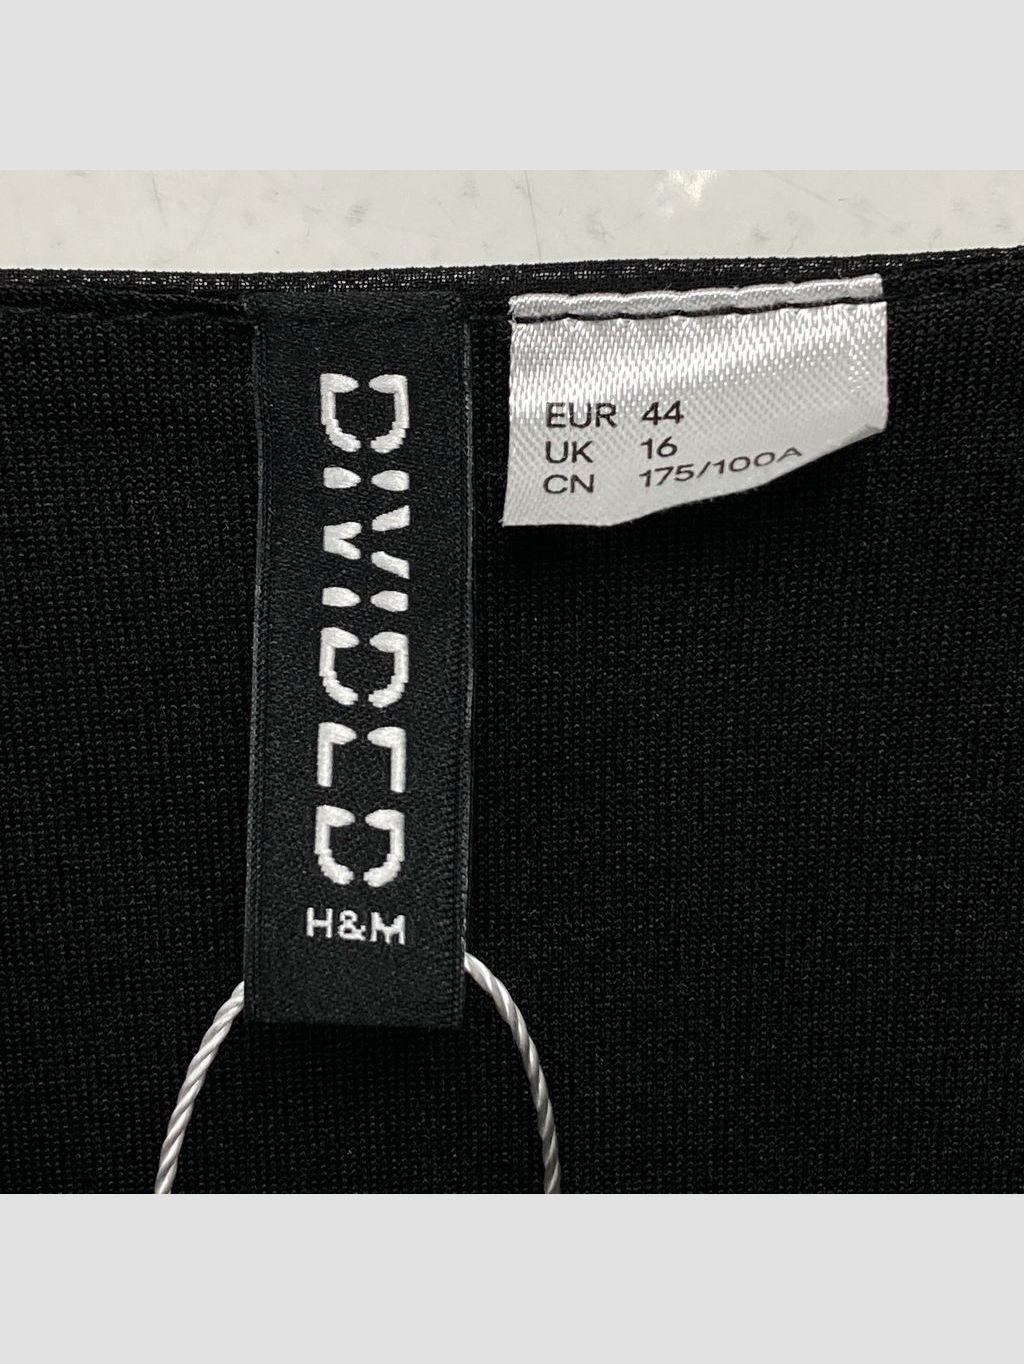 DIVIDED
H&M
EUR 44
UK 16
CN 175/100A